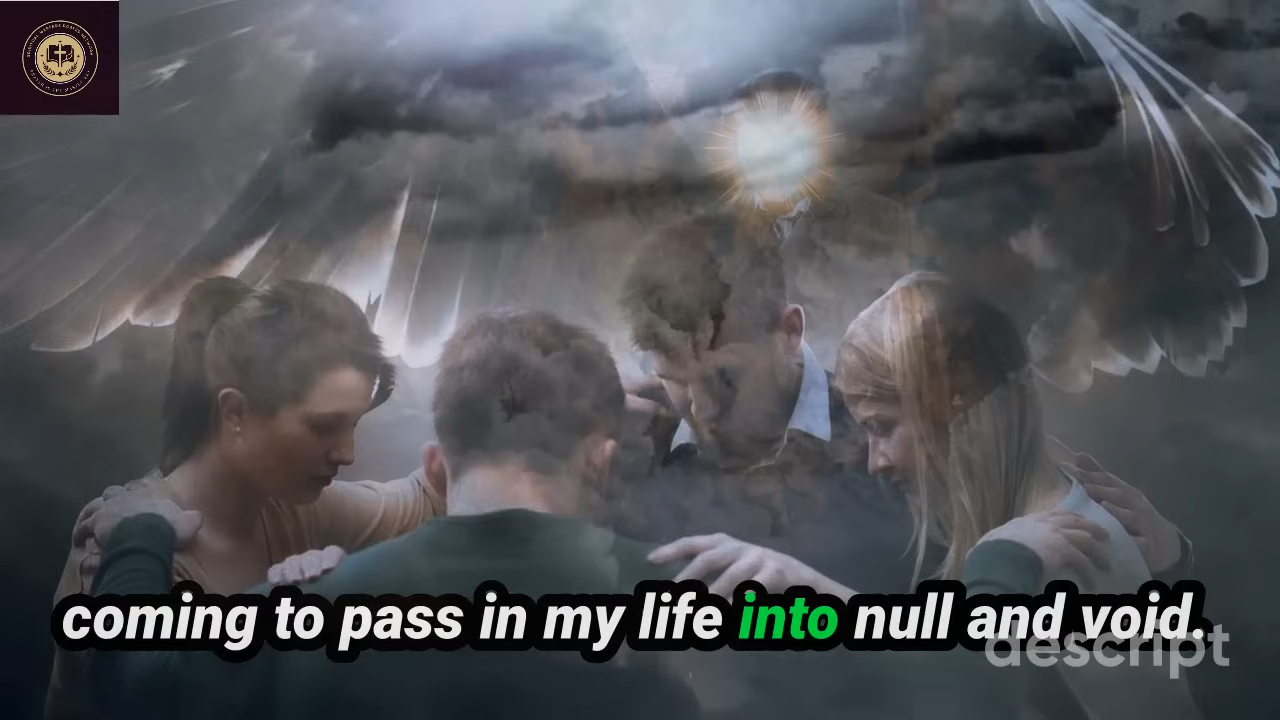 coming to pass in my life into null and void.
descript